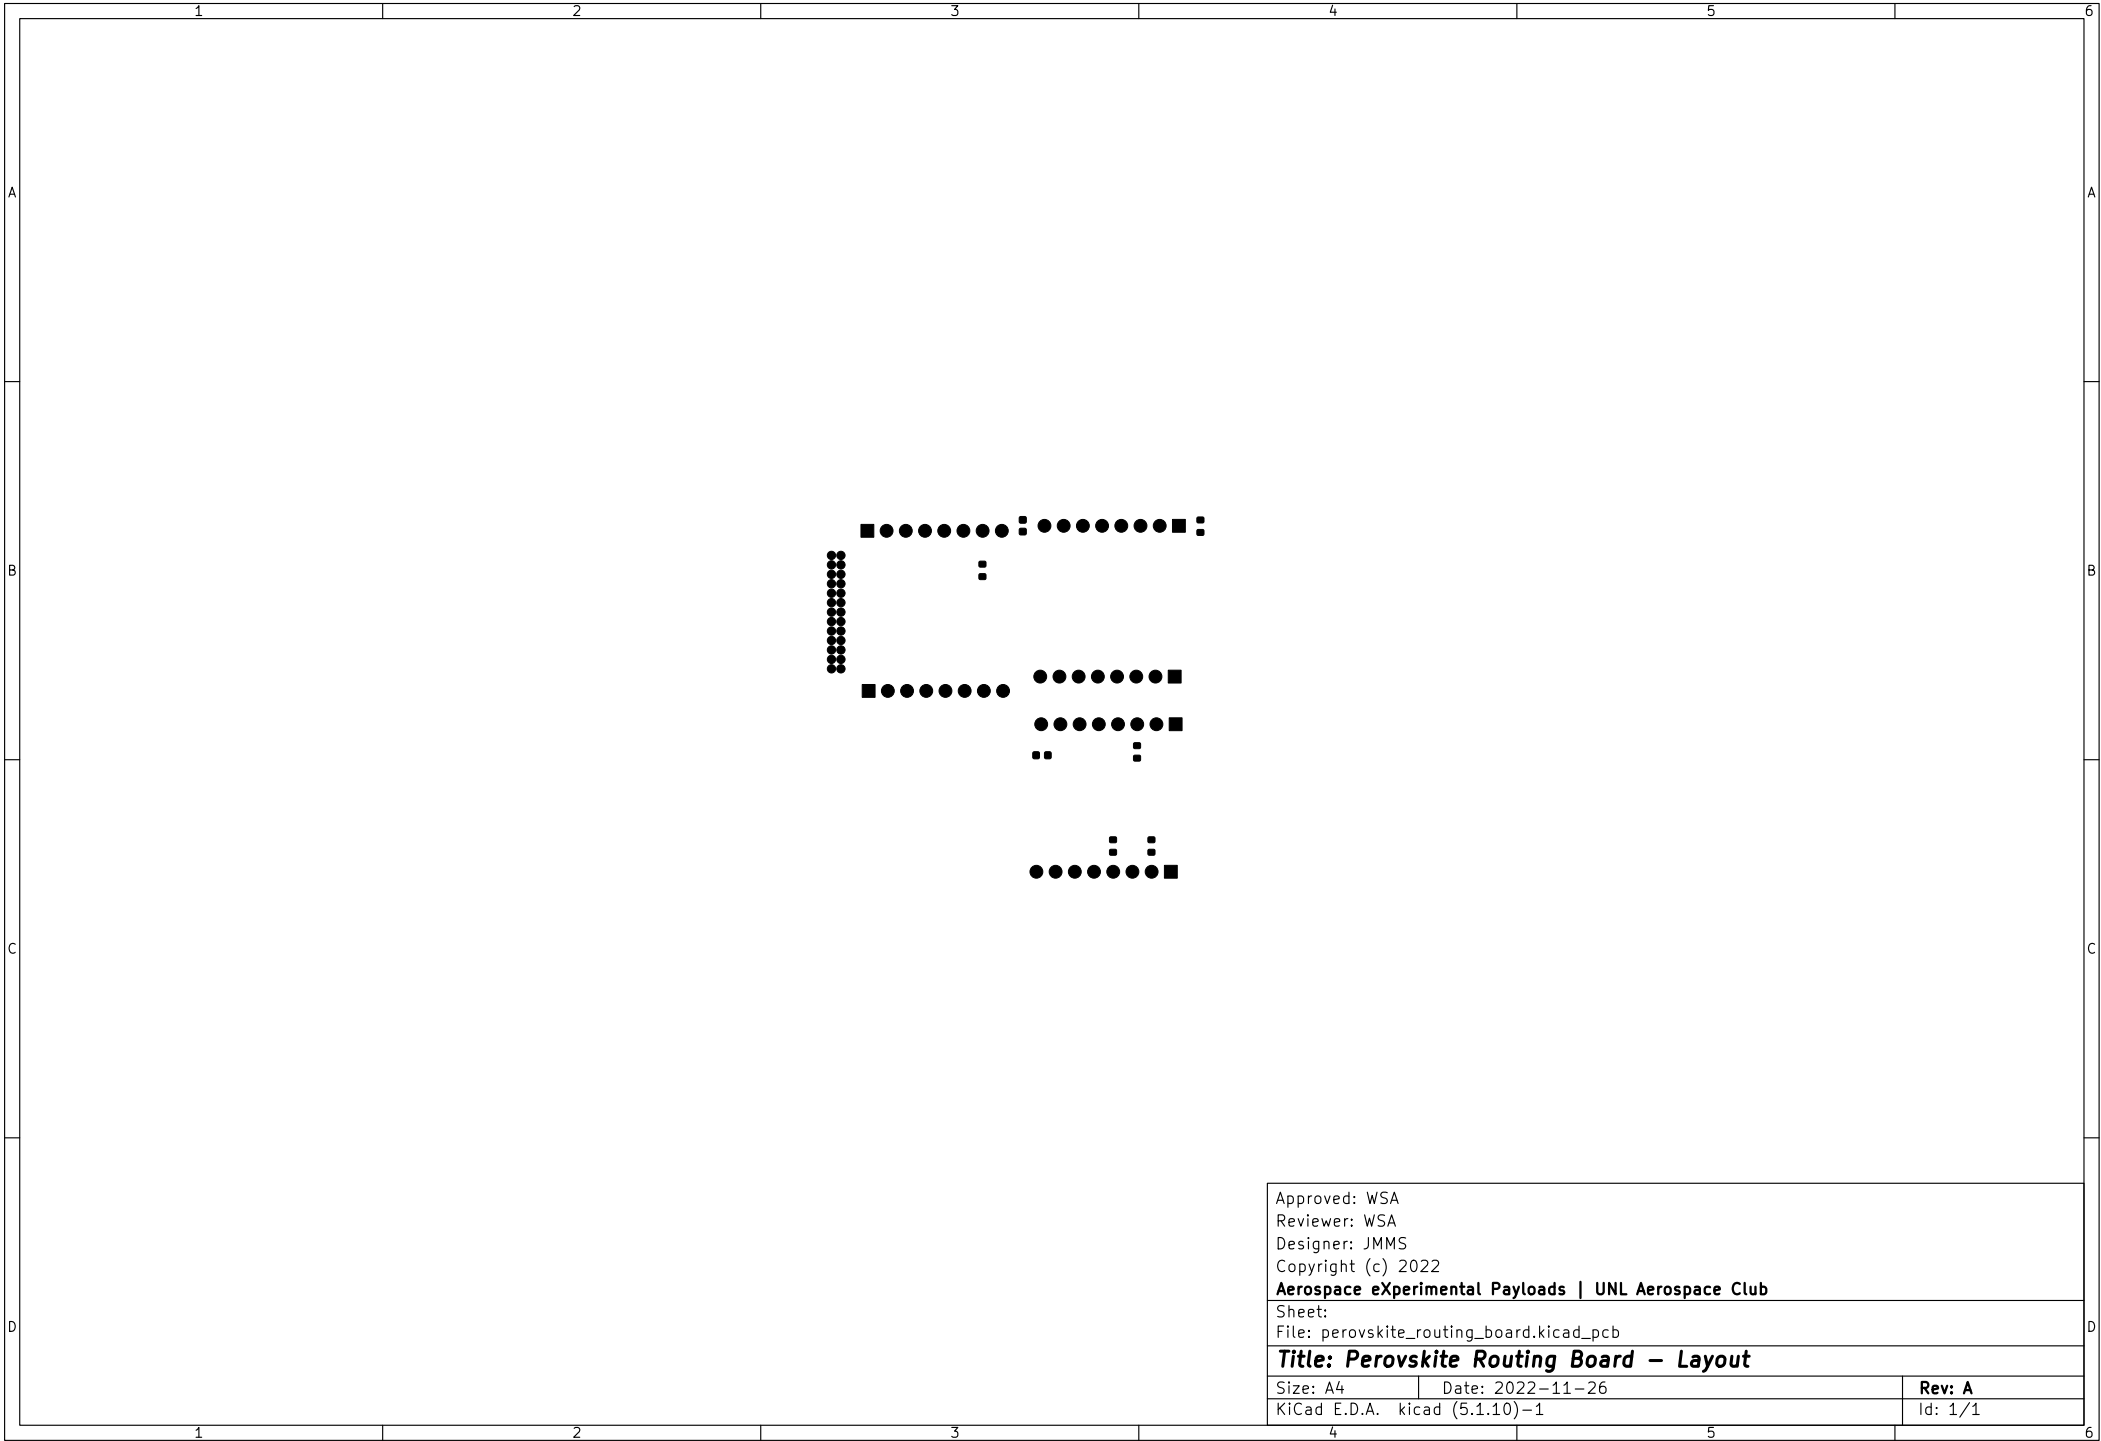 1 2 3 4 5 6
A A
B B
C C
Approved: WSA
Reviewer: WSA
Designer: JMMS
Copyright (c) 2022
Aerospace eXperimental Payloads | UNL Aerospace Club
Sheet:
D D
File: perovskite_routing_board.kicad_pcb
Title: Perovskite Routing Board – Layout
Size: A4 Date: 2022–11–26 Rev: A
KiCad E.D.A. kicad (5.1.10)–1 Id: 1/1
1 2 3 4 5 6